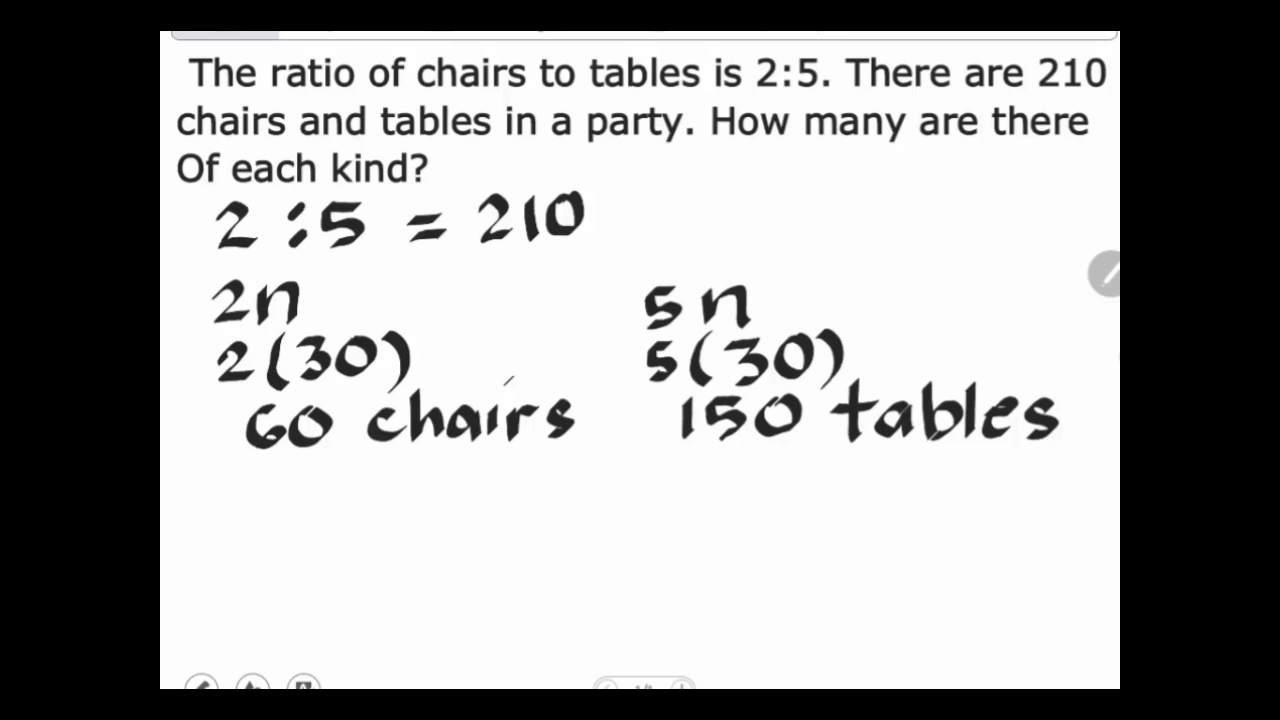 The ratio of chairs to tables is 2:5. There are 210
chairs and tables in a party. How many are there
Of each kind?
2 : 5 = 210
2n 5n
2(30) 5(30)
60 chairs 150 tables